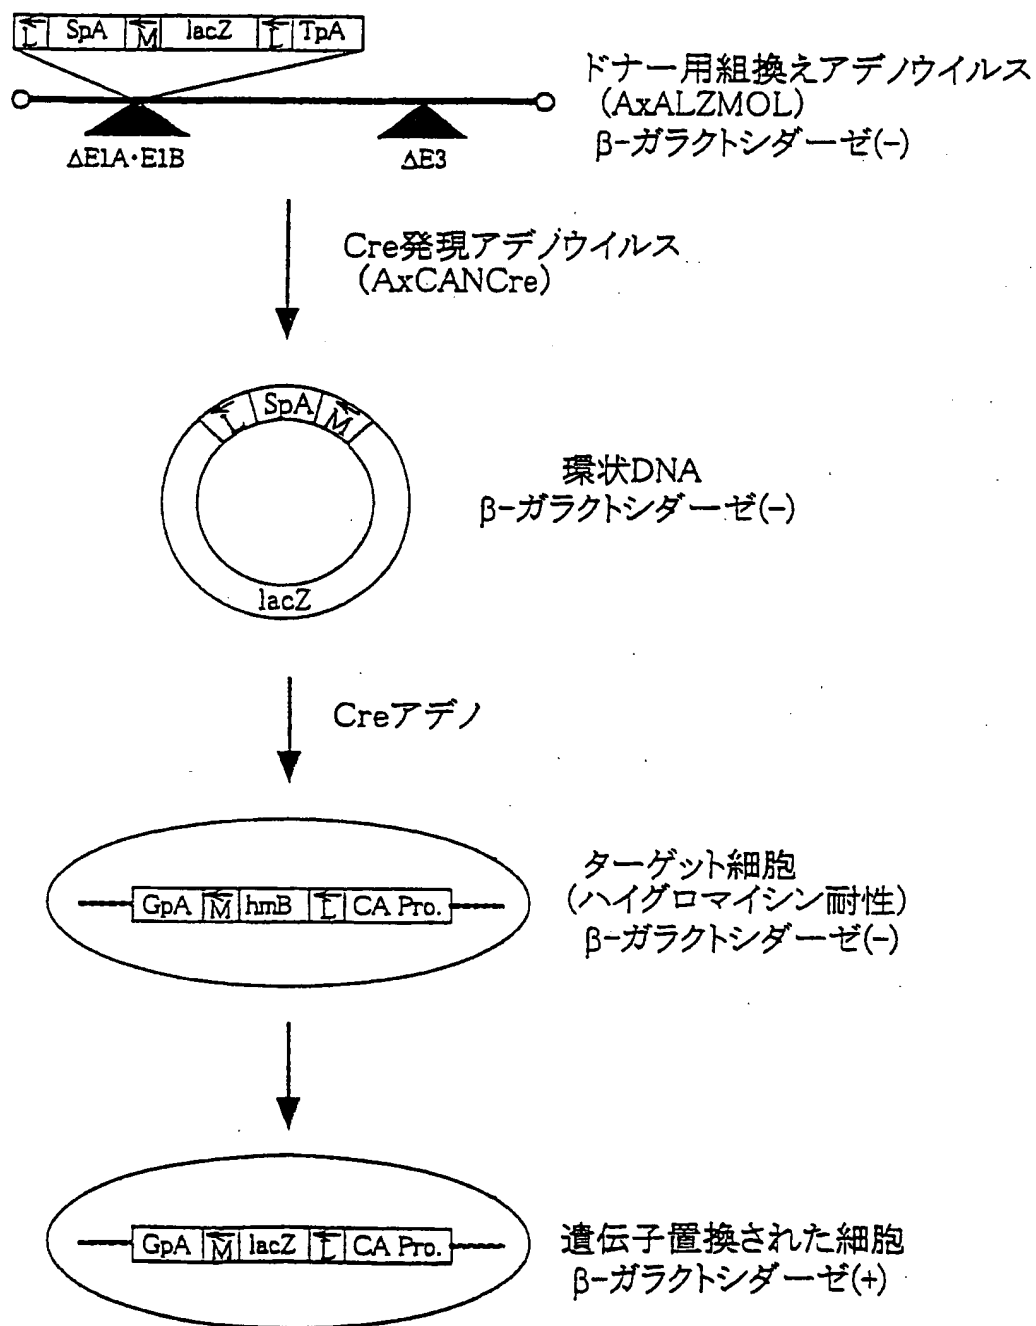 L SpA M lacZ L TpA
ドナー用組換えアデノウイルス
(AxALZMOL)
β-ガラクトシダーゼ(-)
ΔE1A・E1B
ΔE3
Cre発現アデノウイルス
(AxCANCre)
L SpA M
lacZ
環状DNA
β-ガラクトシダーゼ(-)
Creアデノ
GpA M hmB L CA Pro.
ターゲット細胞
(ハイグロマイシン耐性)
β-ガラクトシダーゼ(-)
GpA M lacZ L CA Pro.
遺伝子置換された細胞
β-ガラクトシダーゼ(+)